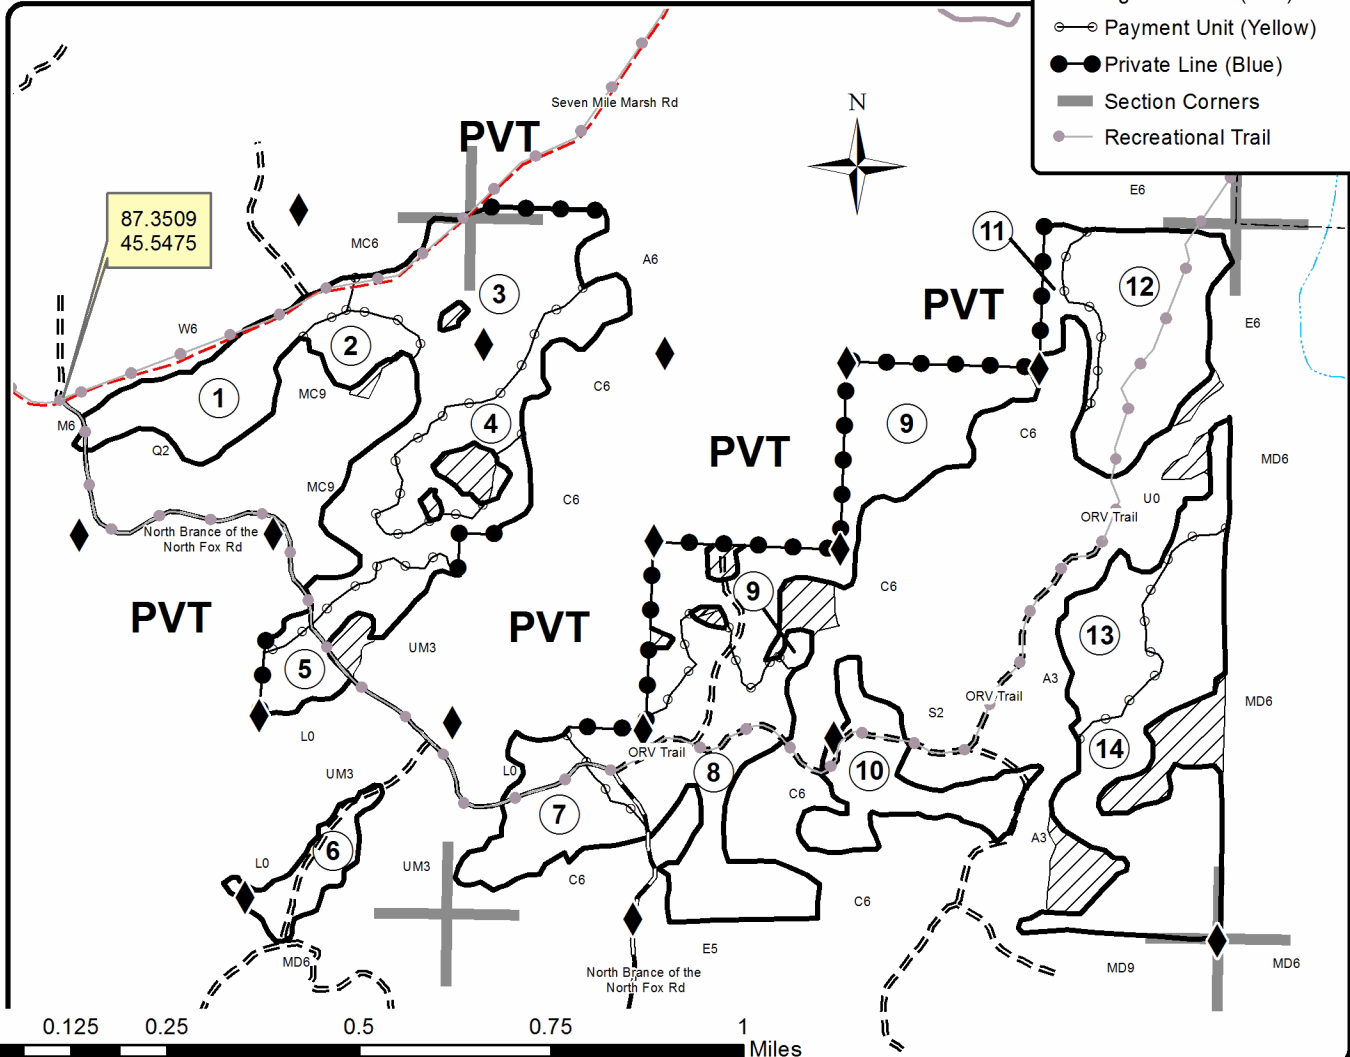 Payment Unit (Yellow)
Private Line (Blue)
Section Corners
Recreational Trail
Seven Mile Marsh Rd
PVT
N
E6
87.3509
45.5475
MC6
A6
11
12
3
PVT
W6
2
E6
1
MC9
C6
4
9
M6
Q2
PVT
C6
MD6
MC9
C6
U0
ORV Trail
North Brance of the
North Fox Rd
9
C6
PVT
PVT
13
UM3
5
A3
ORV Trail
MD6
S2
L0
ORV Trail
14
UM3
L0
8
10
C6
7
A3
6
L0
UM3
C6
C6
E5
MD6
MD9
MD6
North Brance of the
North Fox Rd
0.125
0.25
0.5
0.75
1
Miles